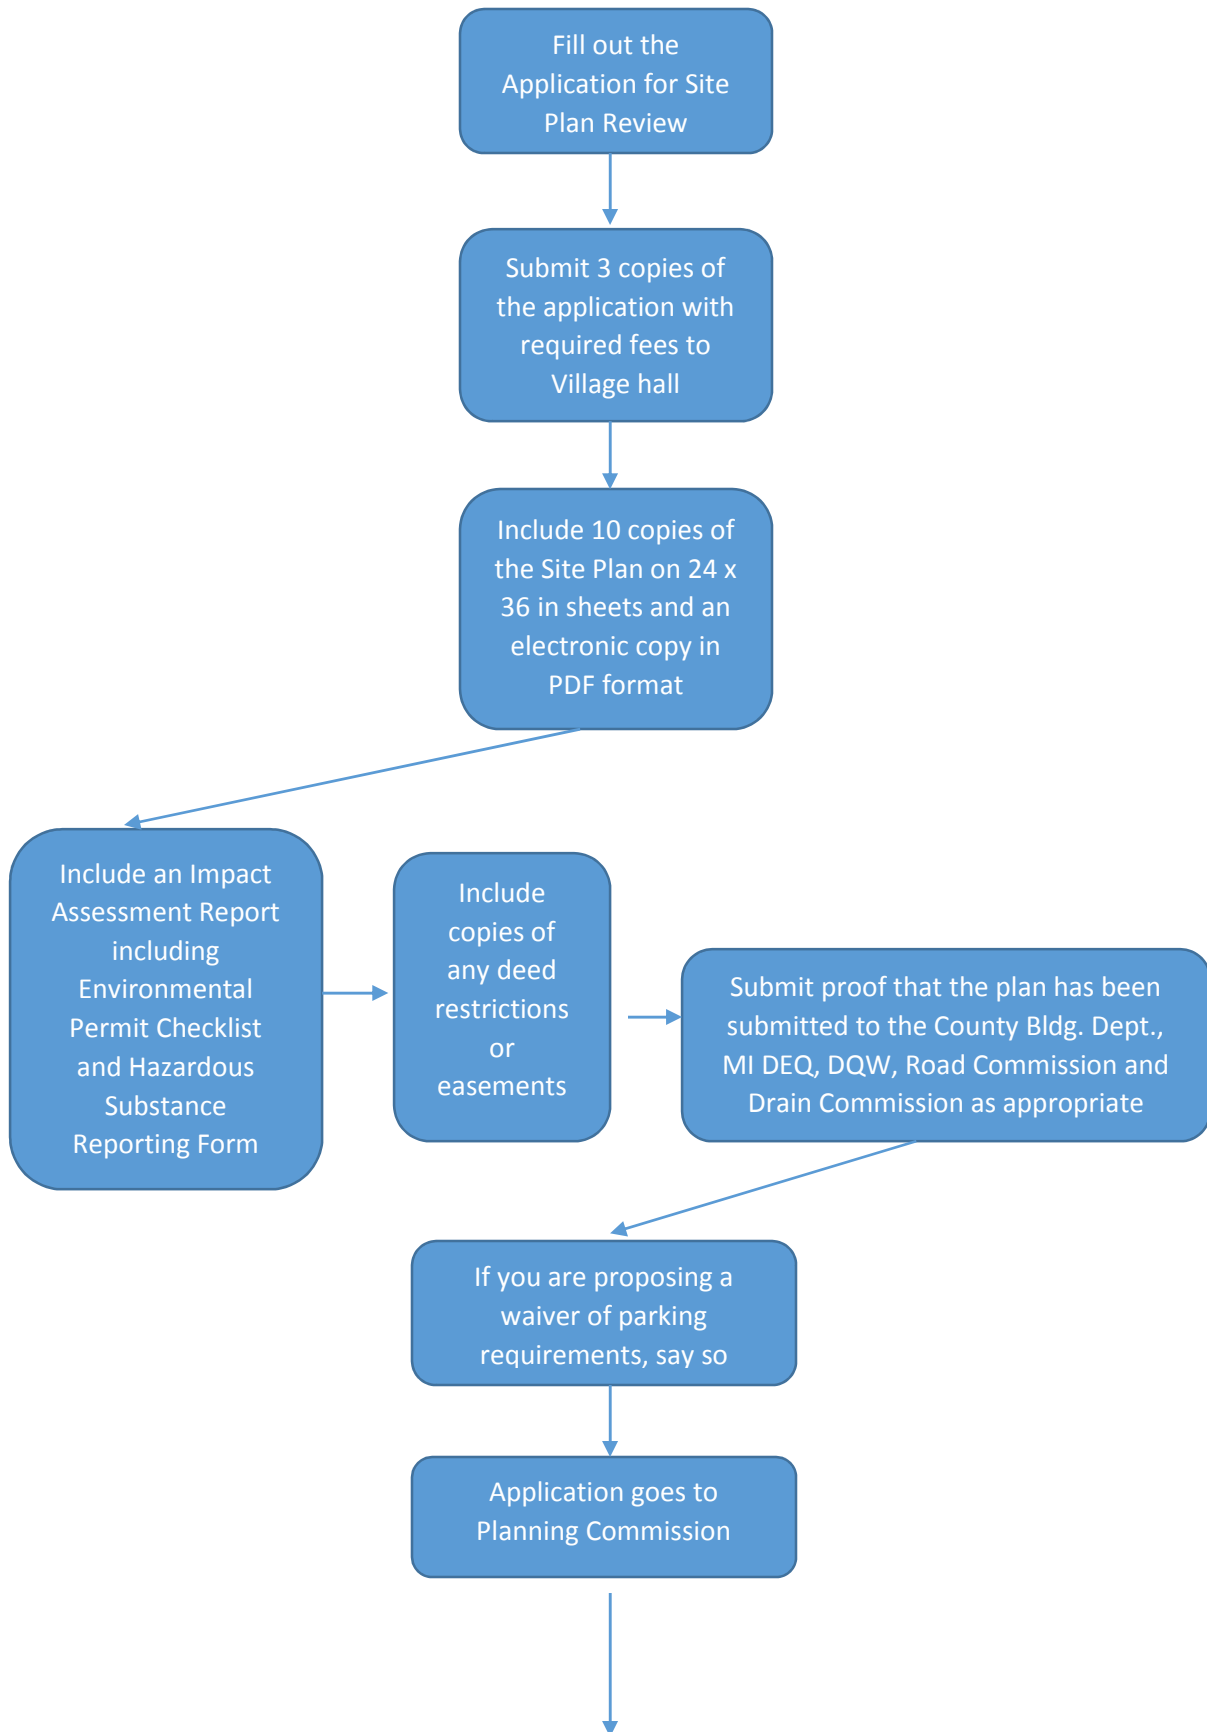 Fill out the
Application for Site
Plan Review
Submit 3 copies of
the application with
required fees to
Village hall
Include 10 copies of
the Site Plan on 24 x
36 in sheets and an
electronic copy in
PDF format
Include an Impact
Assessment Report
including
Environmental
Permit Checklist
and Hazardous
Substance
Reporting Form
Include
copies of
any deed
restrictions
or
easements
Submit proof that the plan has been
submitted to the County Bldg. Dept.,
MI DEQ, DQW, Road Commission and
Drain Commission as appropriate
If you are proposing a
waiver of parking
requirements, say so
Application goes to
Planning Commission